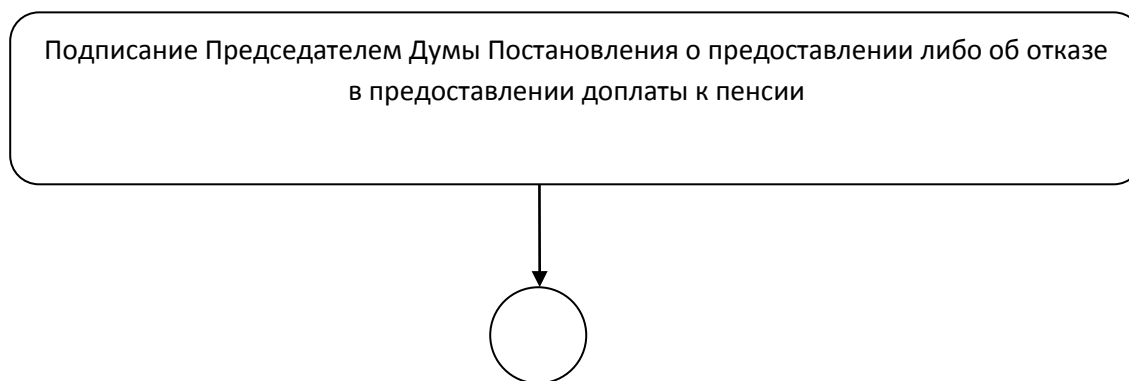 Подписание Председателем Думы Постановления о предоставлении либо об отказе
в предоставлении доплаты к пенсии